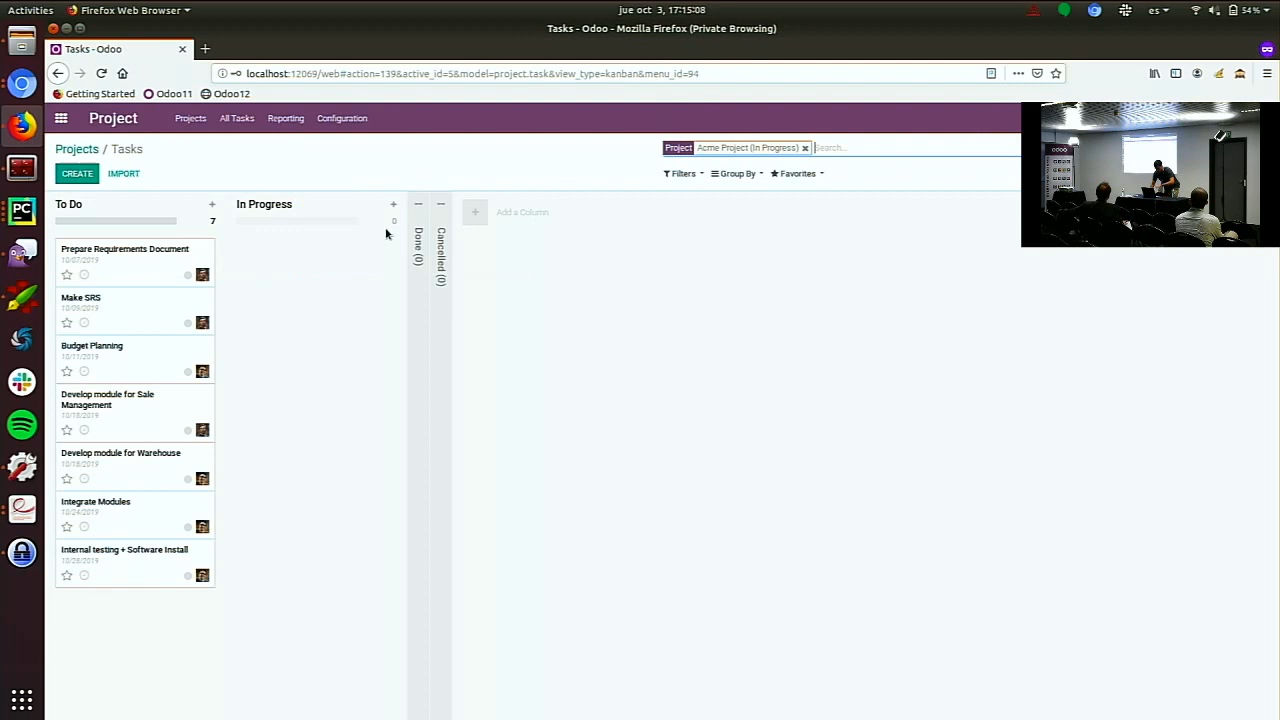 Activities
Firefox Web Browser
jue oct 3, 17:15:08
es
54%
Tasks - Odoo - Mozilla Firefox (Private Browsing)
Tasks - Odoo
localhost:12069/web#action=139&active_id=5&model=project.task&view_type=kanban&menu_id=94
Getting Started
Odoo11
Odoo12
Project
Projects
All Tasks
Reporting
Configuration
Projects / Tasks
Project Acme Project (In Progress) x Search...
CREATE
IMPORT
Filters
Group By
Favorites
To Do
7
In Progress
0
Done (0)
Cancelled (0)
Add a Column
Prepare Requirements Document
10/07/2019
Make SRS
10/09/2019
Budget Planning
10/11/2019
Develop module for Sale
Management
10/18/2019
Develop module for Warehouse
10/18/2019
Integrate Modules
10/24/2019
Internal testing + Software Install
10/28/2019
PC
odoo